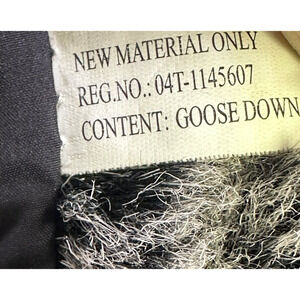 NEW MATERIAL ONLY
REG.NO.: 04T-1145607
CONTENT: GOOSE DOWN